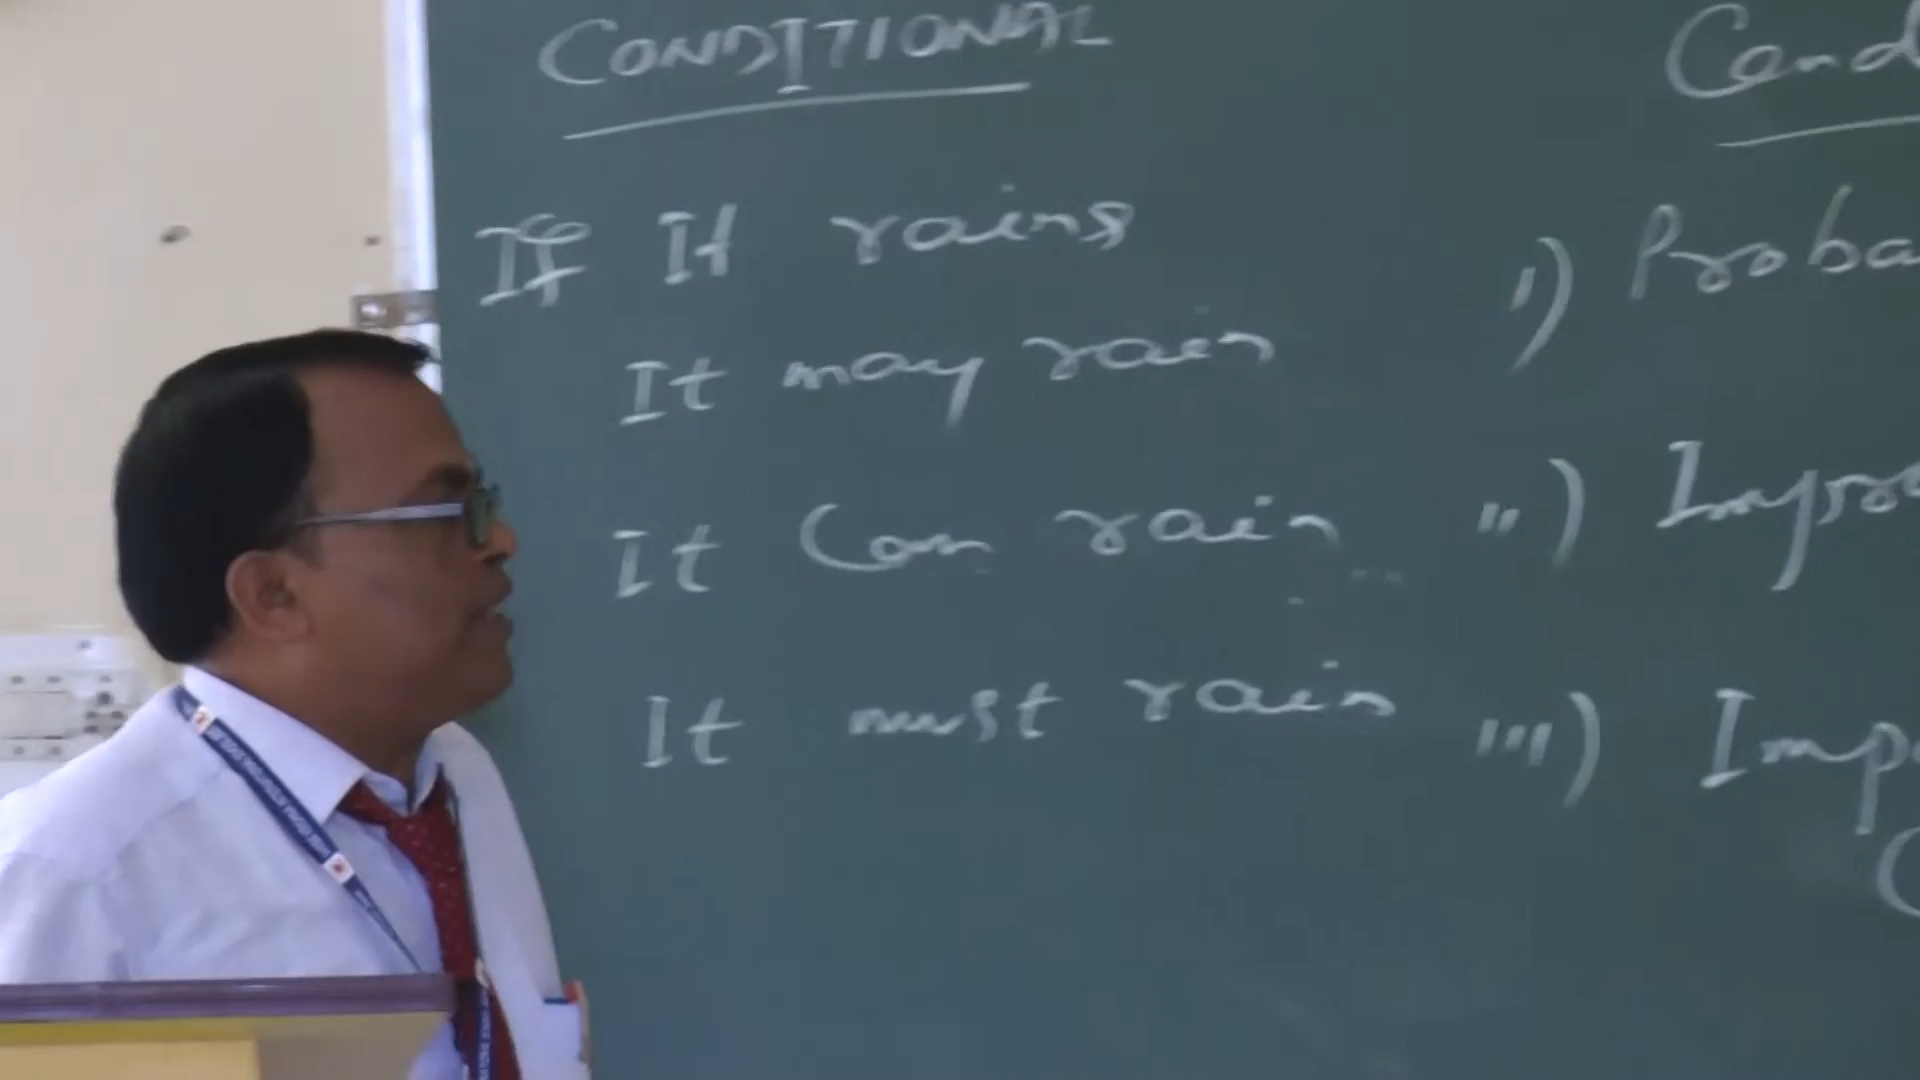 CONDITIONAL
If It rains
It may rain
It Can rain
It must rain
Cond
i) Proba
ii) Impro
iii) Imp
(